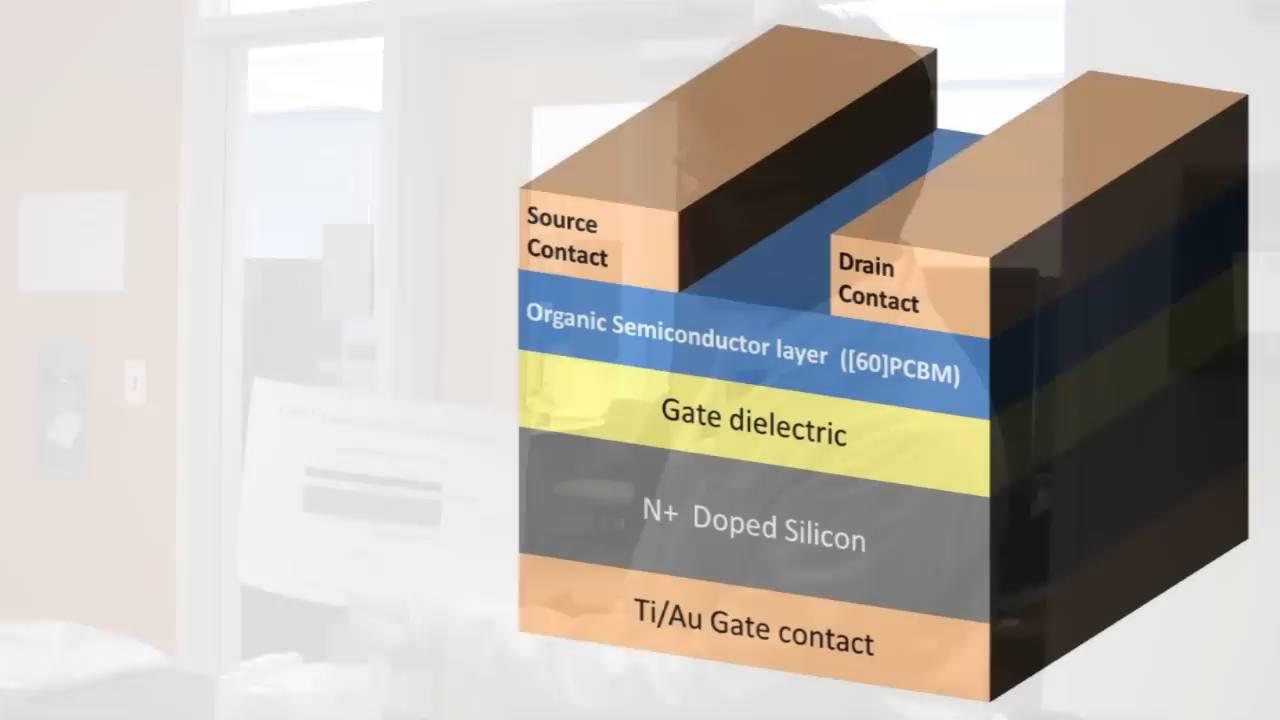 Source
Contact
Drain
Contact
Organic Semiconductor layer ([60]PCBM)
Gate dielectric
N+ Doped Silicon
Ti/Au Gate contact